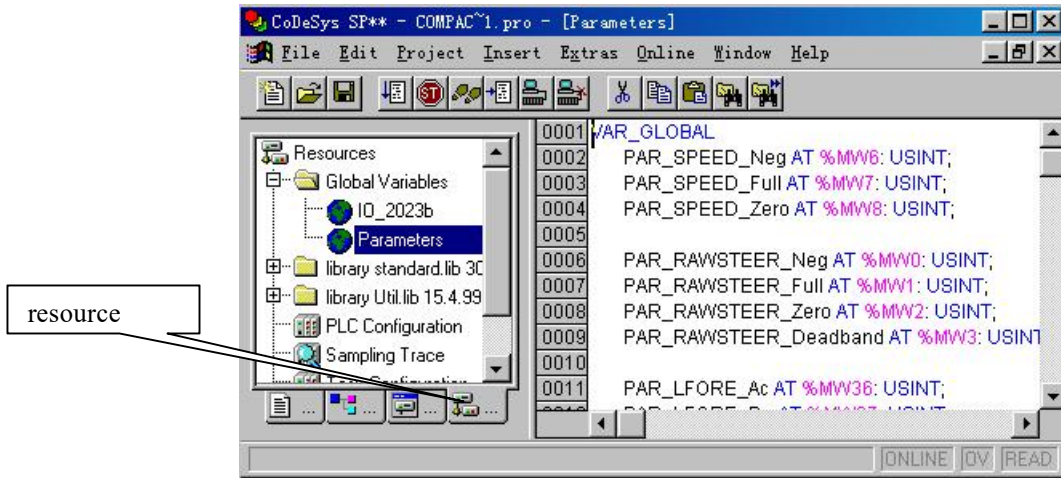 CoDeSys SP** - COMPAC~1.pro - [Parameters]
File Edit Project Insert Extras Online Window Help
ST
Resources
Global Variables
IO_2023b
Parameters
library standard.lib 30
library Util.lib 15.4.99
PLC Configuration
Sampling Trace
Task Configuration
... ... ... ...
resource
0001 VAR_GLOBAL
0002 PAR_SPEED_Neg AT %MW6: USINT;
0003 PAR_SPEED_Full AT %MW7: USINT;
0004 PAR_SPEED_Zero AT %MW8: USINT;
0005
0006 PAR_RAWSTEER_Neg AT %MW0: USINT;
0007 PAR_RAWSTEER_Full AT %MW1: USINT;
0008 PAR_RAWSTEER_Zero AT %MW2: USINT;
0009 PAR_RAWSTEER_Deadband AT %MW3: USINT
0010
0011 PAR_LFORE_Ac AT %MW36: USINT;
ONLINE OV READ